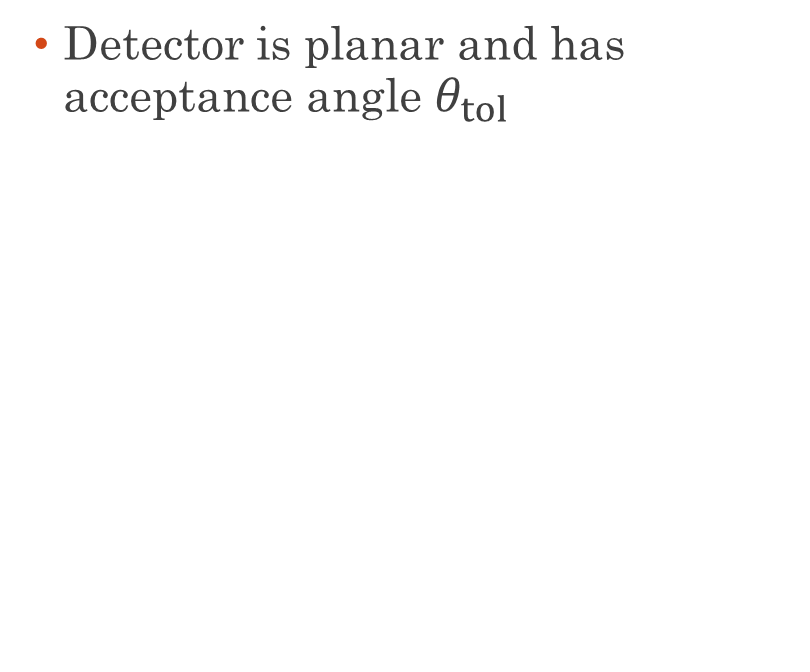 • Detector is planar and has
acceptance angle θtol